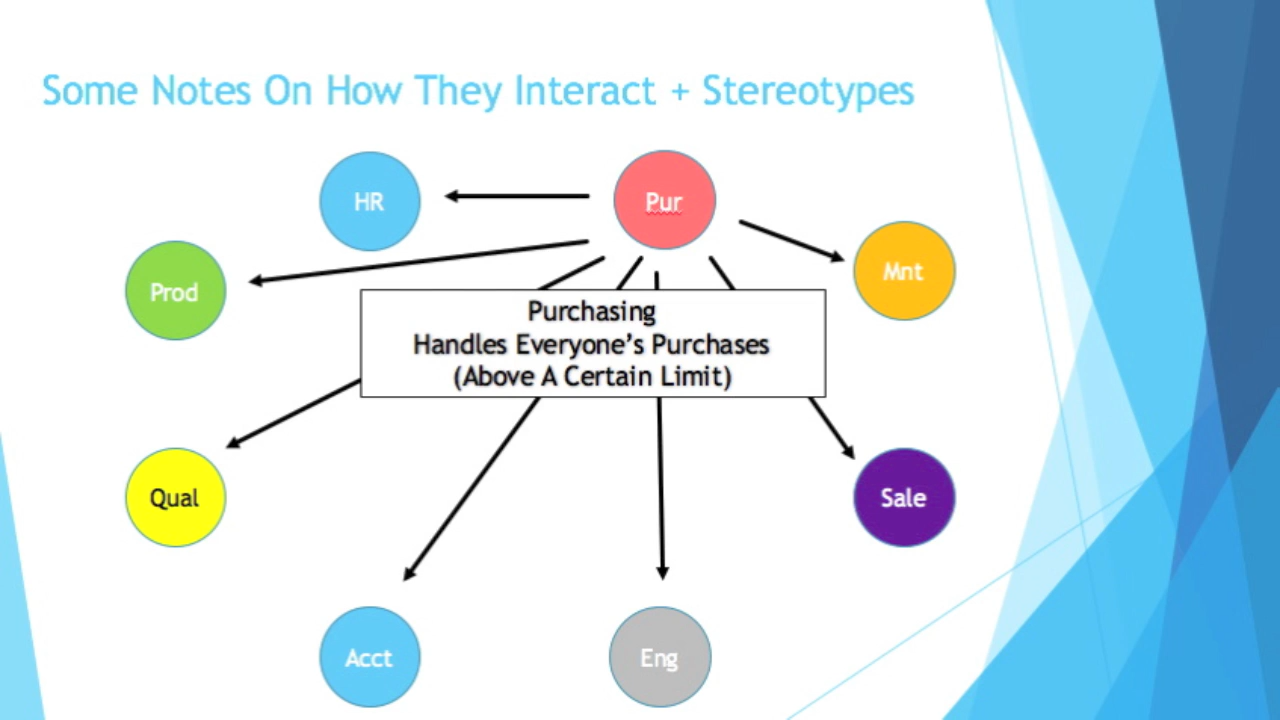 Some Notes On How They Interact + Stereotypes
HR
Pur
Prod
Mnt
Purchasing
Handles Everyone’s Purchases
(Above A Certain Limit)
Qual
Sale
Acct
Eng